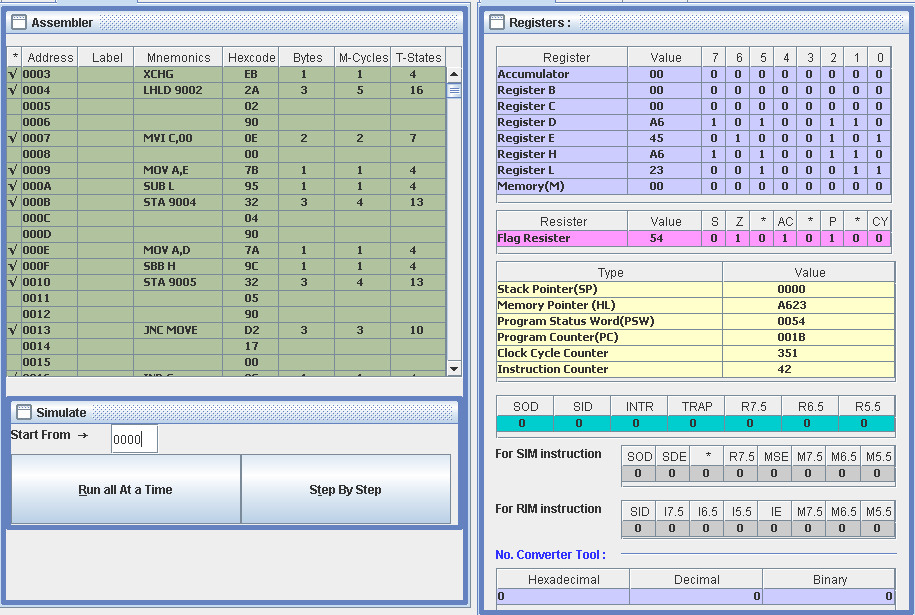 Assembler
* Address Label Mnemonics Hexcode Bytes M-Cycles T-States
√ 0003 XCHG EB 1 1 4
√ 0004 LHLD 9002 2A 3 5 16
0005 02
0006 90
√ 0007 MVI C,00 0E 2 2 7
0008 00
√ 0009 MOV A,E 7B 1 1 4
√ 000A SUB L 95 1 1 4
√ 000B STA 9004 32 3 4 13
000C 04
000D 90
√ 000E MOV A,D 7A 1 1 4
√ 000F SBB H 9C 1 1 4
√ 0010 STA 9005 32 3 4 13
0011 05
0012 90
√ 0013 JNC MOVE D2 3 3 10
0014 17
0015 00
Simulate
Start From → 0000
Run all At a Time Step By Step
Registers :
Register Value 7 6 5 4 3 2 1 0
Accumulator 00 0 0 0 0 0 0 0 0
Register B 00 0 0 0 0 0 0 0 0
Register C 00 0 0 0 0 0 0 0 0
Register D A6 1 0 1 0 0 1 1 0
Register E 45 0 1 0 0 0 1 0 1
Register H A6 1 0 1 0 0 1 1 0
Register L 23 0 0 1 0 0 0 1 1
Memory(M) 00 0 0 0 0 0 0 0 0
Resister Value S Z * AC * P * CY
Flag Resister 54 0 1 0 1 0 1 0 0
Type Value
Stack Pointer(SP) 0000
Memory Pointer (HL) A623
Program Status Word(PSW) 0054
Program Counter(PC) 001B
Clock Cycle Counter 351
Instruction Counter 42
SOD SID INTR TRAP R7.5 R6.5 R5.5
0 0 0 0 0 0 0
For SIM instruction
SOD SDE * R7.5 MSE M7.5 M6.5 M5.5
0 0 0 0 0 0 0 0
For RIM instruction
SID I7.5 I6.5 I5.5 IE M7.5 M6.5 M5.5
0 0 0 0 0 0 0 0
No. Converter Tool :
Hexadecimal Decimal Binary
0 0 0